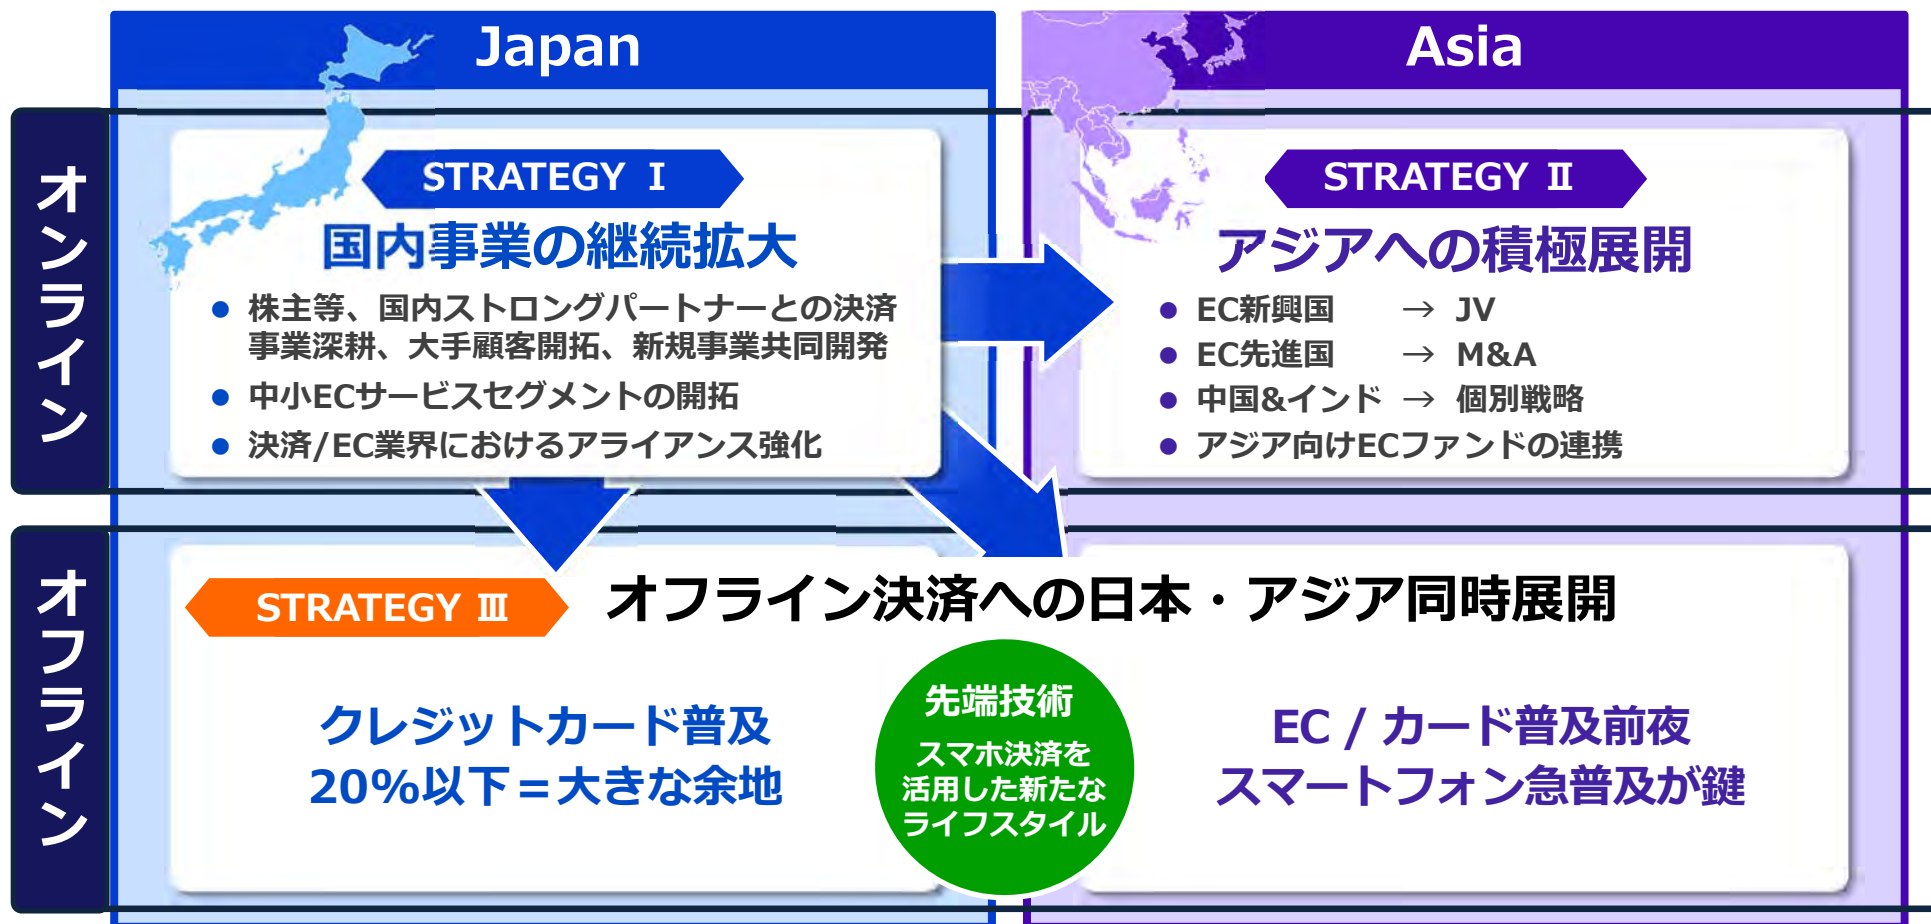 Japan
Asia
オンライン
STRATEGY Ⅰ
国内事業の継続拡大
● 株主等、国内ストロングパートナーとの決済
事業深耕、大手顧客開拓、新規事業共同開発
● 中小ECサービスセグメントの開拓
● 決済/EC業界におけるアライアンス強化
STRATEGY Ⅱ
アジアへの積極展開
● EC新興国 → JV
● EC先進国 → M&A
● 中国&インド → 個別戦略
● アジア向けECファンドの連携
オフライン
STRATEGY Ⅲ
オフライン決済への日本・アジア同時展開
クレジットカード普及
20%以下＝大きな余地
先端技術
スマホ決済を
活用した新たな
ライフスタイル
EC / カード普及前夜
スマートフォン急普及が鍵